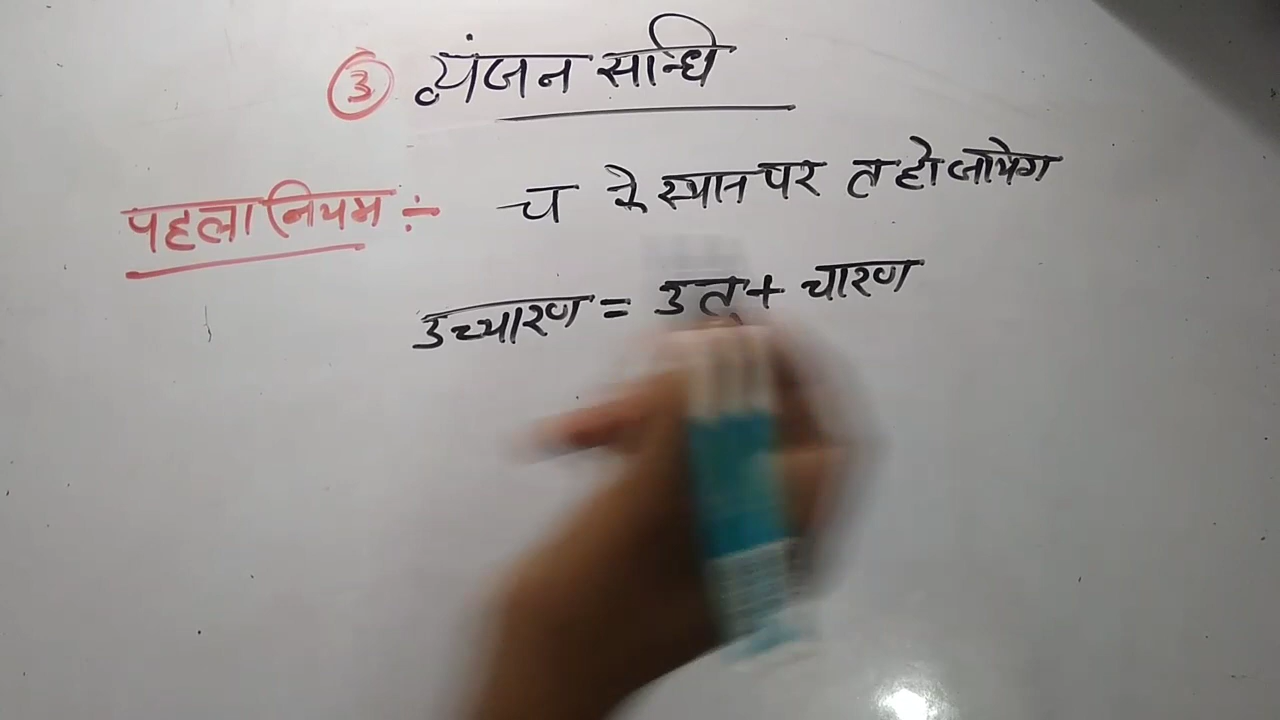 ③ व्यंजन सन्धि
पहला नियम ÷ च के स्थान पर त हो जायेग
उच्चारण = उत् + चारण